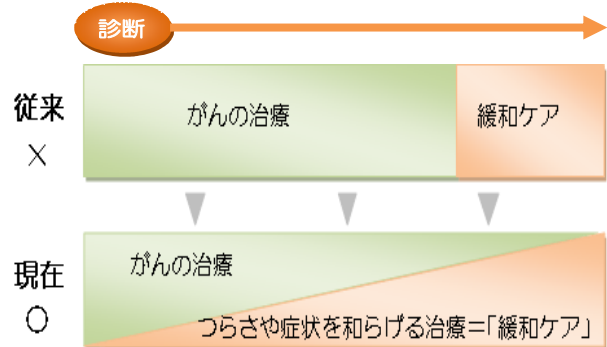 診断
従来
×
がんの治療
緩和ケア
現在
○
がんの治療
つらさや症状を和らげる治療=「緩和ケア」